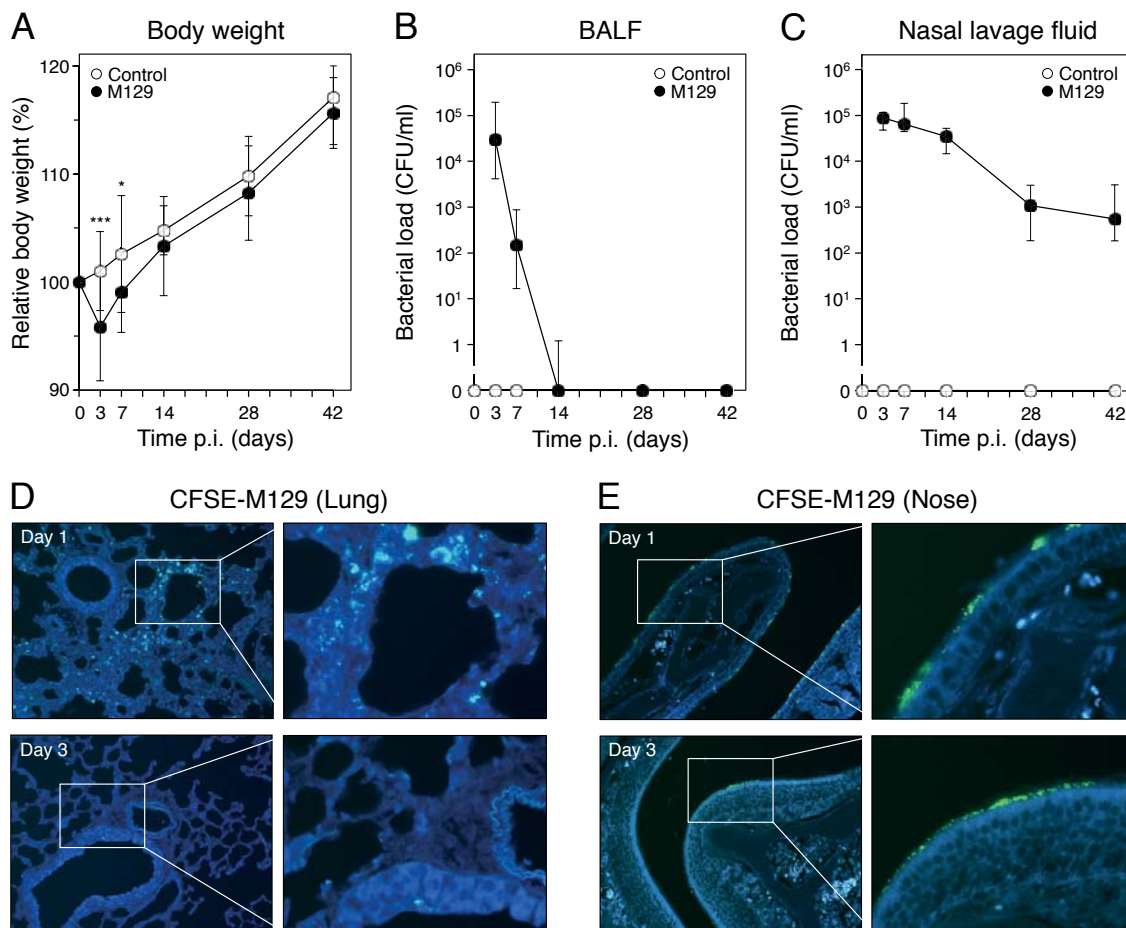 A Body weight
Relative body weight (%)
120
110
100
90
Control
M129
***
*
0 3 7 14 28 42
Time p.i. (days)
B BALF
Bacterial load (CFU/ml)
10⁶
10⁵
10⁴
10³
10²
10¹
1
0
Control
M129
0 3 7 14 28 42
Time p.i. (days)
C Nasal lavage fluid
Bacterial load (CFU/ml)
10⁶
10⁵
10⁴
10³
10²
10¹
1
0
Control
M129
0 3 7 14 28 42
Time p.i. (days)
D CFSE-M129 (Lung)
Day 1
Day 3
E CFSE-M129 (Nose)
Day 1
Day 3